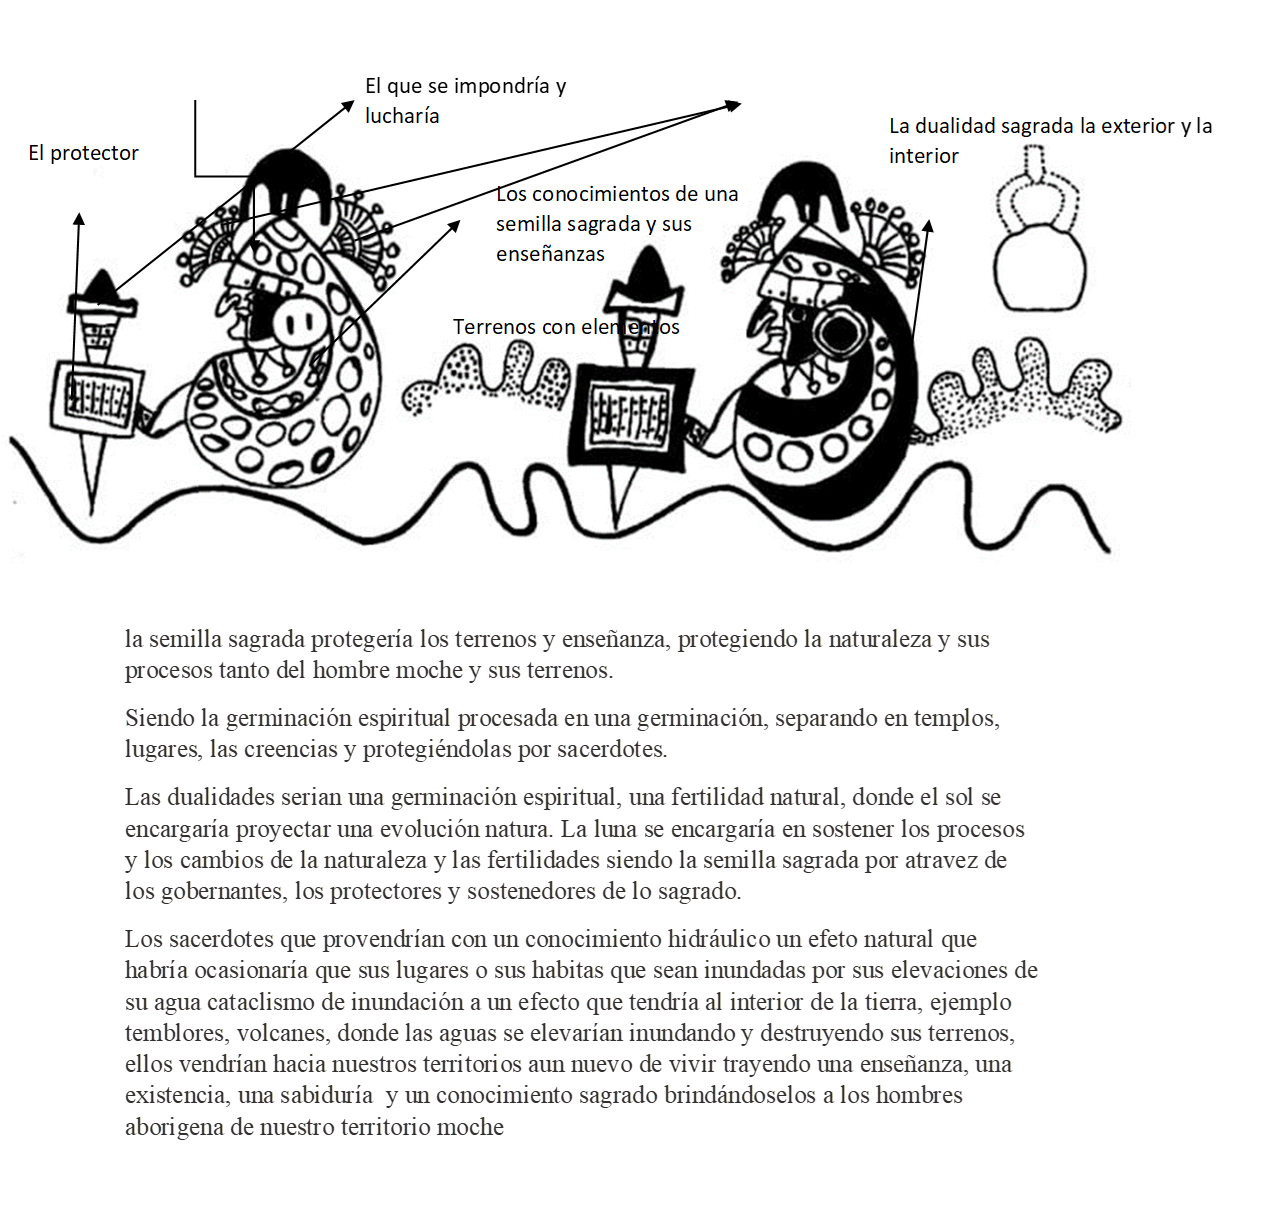 El que se impondría y
lucharía
La dualidad sagrada la exterior y la
interior
El protector
Los conocimientos de una
semilla sagrada y sus
enseñanzas
Terrenos con elementos
la semilla sagrada protegería los terrenos y enseñanza, protegiendo la naturaleza y sus
procesos tanto del hombre moche y sus terrenos.
Siendo la germinación espiritual procesada en una germinación, separando en templos,
lugares, las creencias y protegiéndolas por sacerdotes.
Las dualidades serian una germinación espiritual, una fertilidad natural, donde el sol se
encargaría proyectar una evolución natura. La luna se encargaría en sostener los procesos
y los cambios de la naturaleza y las fertilidades siendo la semilla sagrada por atravez de
los gobernantes, los protectores y sostenedores de lo sagrado.
Los sacerdotes que provendrían con un conocimiento hidráulico un efeto natural que
habría ocasionaría que sus lugares o sus habitas que sean inundadas por sus elevaciones de
su agua cataclismo de inundación a un efecto que tendría al interior de la tierra, ejemplo
temblores, volcanes, donde las aguas se elevarían inundando y destruyendo sus terrenos,
ellos vendrían hacia nuestros territorios aun nuevo de vivir trayendo una enseñanza, una
existencia, una sabiduría  y un conocimiento sagrado brindándoselos a los hombres
aborigena de nuestro territorio moche